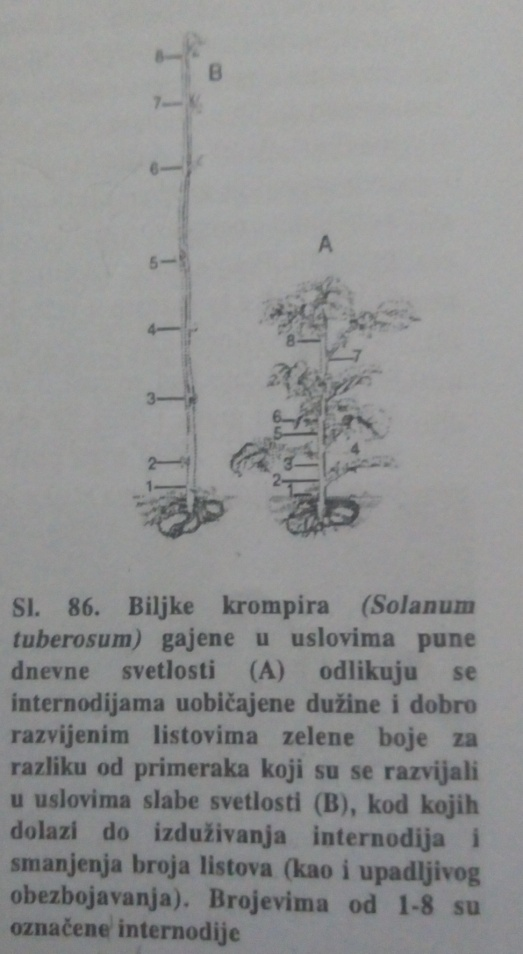 8
B
7
6
A
5
4
8
7
3
6
5
4
2
3
2
1
1
Sl. 86. Biljke krompira (Solanum
tuberosum) gajene u uslovima pune
dnevne svetlosti (A) odlikuju se
internodijama uobičajene dužine i dobro
razvijenim listovima zelene boje za
razliku od primeraka koji su se razvijali
u uslovima slabe svetlosti (B), kod kojih
dolazi do izduživanja internodija i
smanjenja broja listova (kao i upadljivog
obezbojavanja). Brojevima od 1-8 su
označene internodije